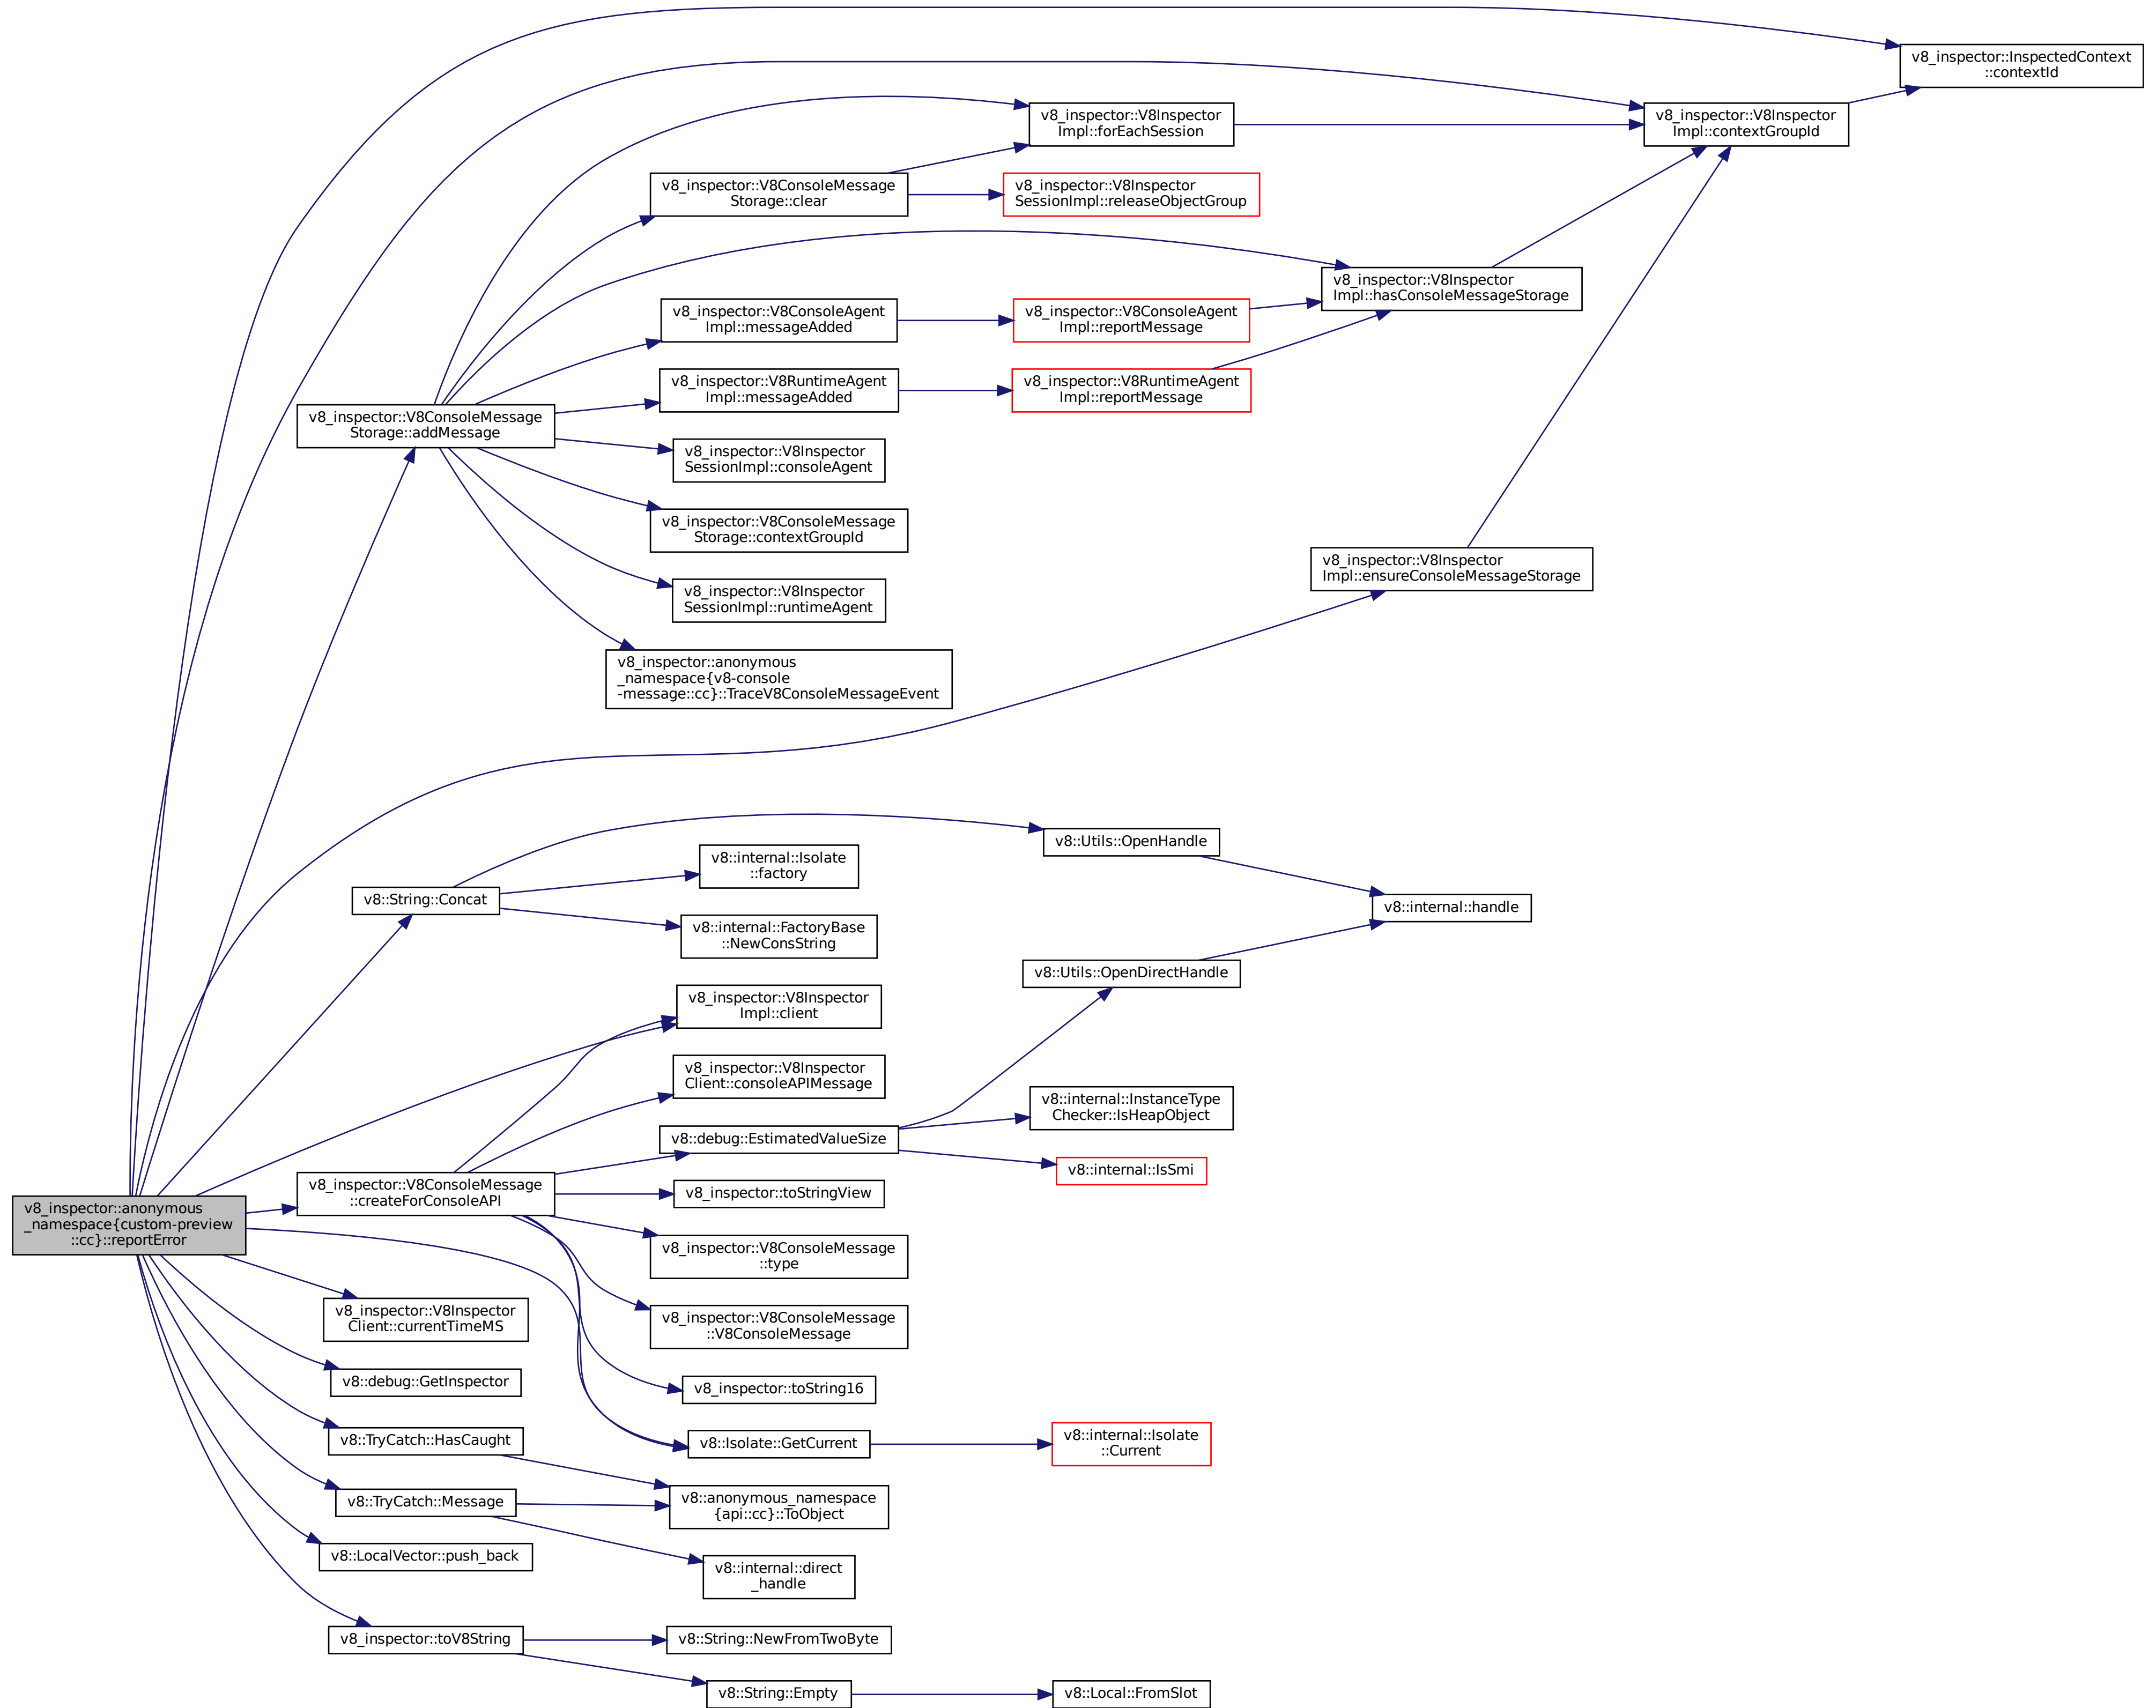 v8_inspector::InspectedContext
::contextId
v8_inspector::V8Inspector
Impl::forEachSession
v8_inspector::V8Inspector
Impl::contextGroupId
v8_inspector::V8ConsoleMessage
Storage::clear
v8_inspector::V8Inspector
SessionImpl::releaseObjectGroup
v8_inspector::V8Inspector
Impl::hasConsoleMessageStorage
v8_inspector::V8ConsoleAgent
Impl::messageAdded
v8_inspector::V8ConsoleAgent
Impl::reportMessage
v8_inspector::V8RuntimeAgent
Impl::messageAdded
v8_inspector::V8RuntimeAgent
Impl::reportMessage
v8_inspector::V8ConsoleMessage
Storage::addMessage
v8_inspector::V8Inspector
SessionImpl::consoleAgent
v8_inspector::V8ConsoleMessage
Storage::contextGroupId
v8_inspector::V8Inspector
Impl::ensureConsoleMessageStorage
v8_inspector::V8Inspector
SessionImpl::runtimeAgent
v8_inspector::anonymous
_namespace{v8-console
-message::cc}::TraceV8ConsoleMessageEvent
v8::Utils::OpenHandle
v8::internal::Isolate
::factory
v8::String::Concat
v8::internal::handle
v8::internal::FactoryBase
::NewConsString
v8::Utils::OpenDirectHandle
v8_inspector::V8Inspector
Impl::client
v8_inspector::V8Inspector
Client::consoleAPIMessage
v8::internal::InstanceType
Checker::IsHeapObject
v8::debug::EstimatedValueSize
v8::internal::IsSmi
v8_inspector::V8ConsoleMessage
::createForConsoleAPI
v8_inspector::toStringView
v8_inspector::anonymous
_namespace{custom-preview
::cc}::reportError
v8_inspector::V8ConsoleMessage
::type
v8_inspector::V8Inspector
Client::currentTimeMS
v8_inspector::V8ConsoleMessage
::V8ConsoleMessage
v8::debug::GetInspector
v8_inspector::toString16
v8::TryCatch::HasCaught
v8::Isolate::GetCurrent
v8::internal::Isolate
::Current
v8::TryCatch::Message
v8::anonymous_namespace
{api::cc}::ToObject
v8::LocalVector::push_back
v8::internal::direct
_handle
v8_inspector::toV8String
v8::String::NewFromTwoByte
v8::String::Empty
v8::Local::FromSlot